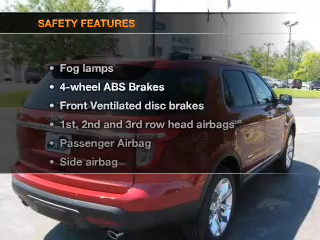 SAFETY FEATURES
• Fog lamps
• 4-wheel ABS Brakes
• Front Ventilated disc brakes
• 1st, 2nd and 3rd row head airbags
• Passenger Airbag
• Side airbag